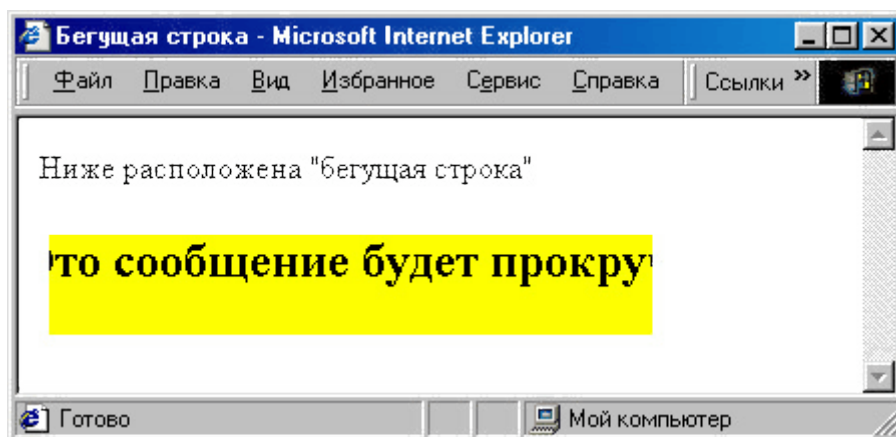 Бегущая строка - Microsoft Internet Explorer
Файл Правка Вид Избранное Сервис Справка Ссылки »
Ниже расположена "бегущая строка"
то сообщение будет прокру
Готово Мой компьютер